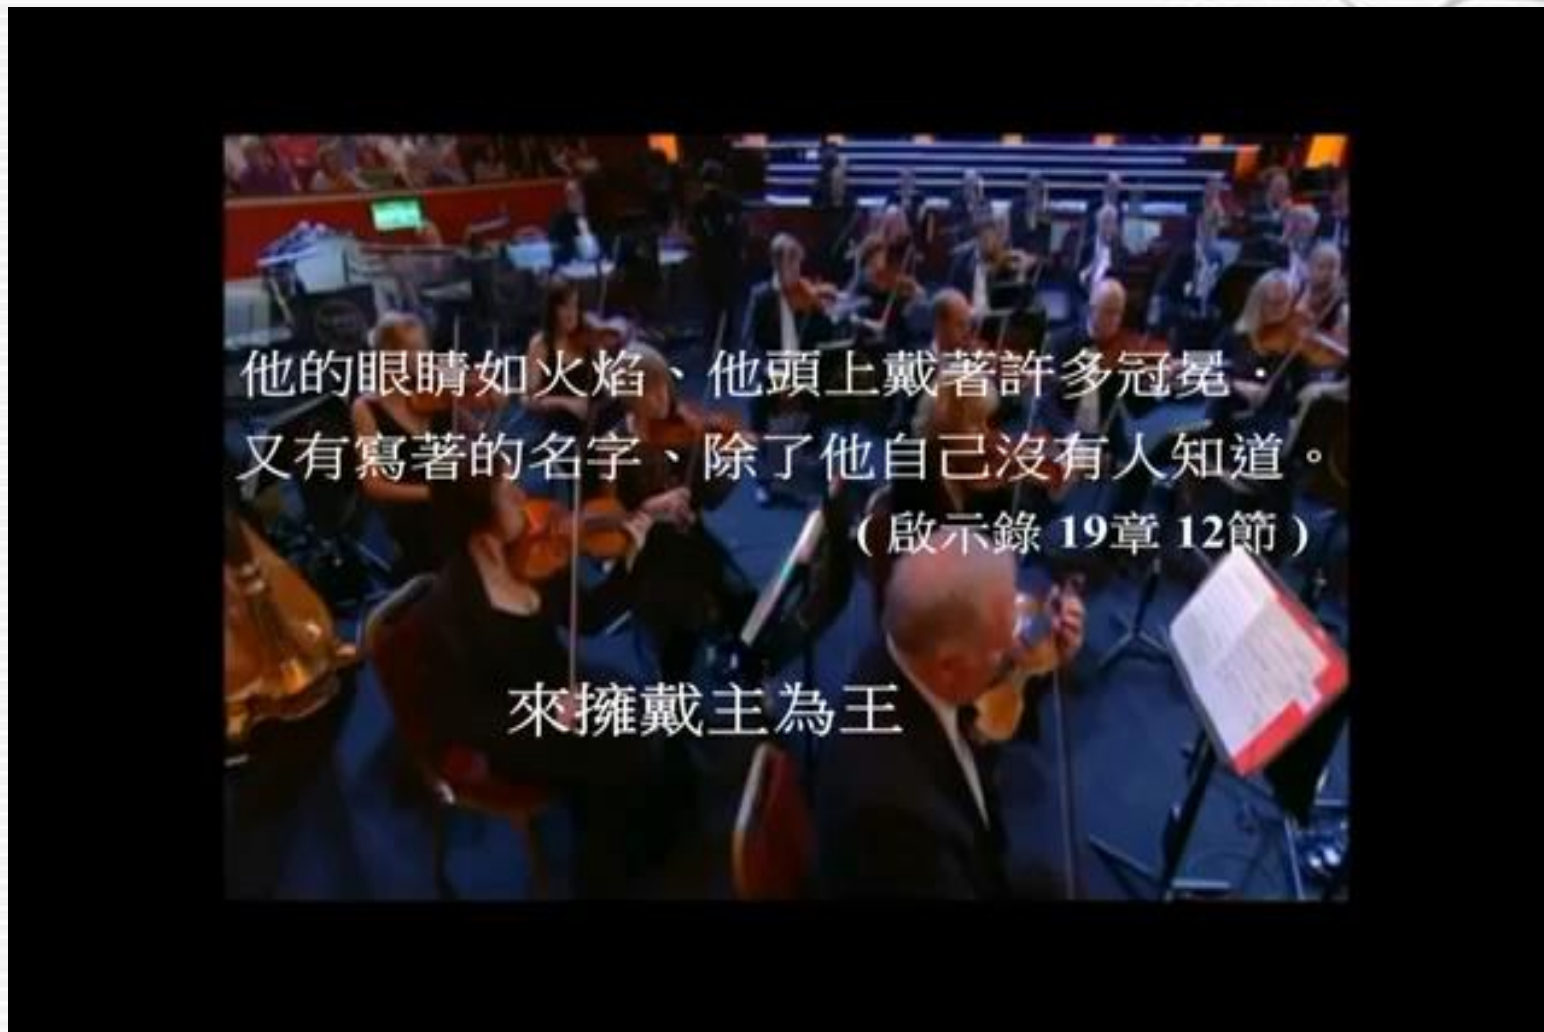 他的眼睛如火焰、他頭上戴著許多冠冕．
又有寫著的名字、除了他自己沒有人知道。
( 啟示錄 19章 12節 )
來擁戴主為王